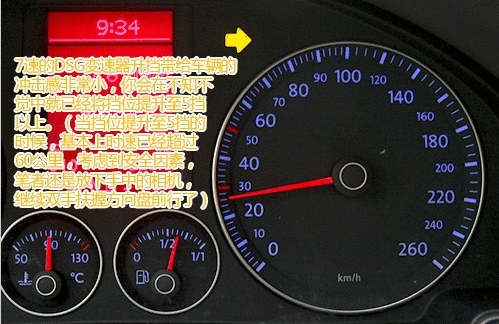 9:34
7速的DSG变速器升挡带给车辆的
冲击感非常小，你会在不知不
觉中就已经将挡位提升至5挡
以上。（当挡位提升至5挡的
时候，基本上时速已经超过
60公里，考虑到安全因素，
笔者还是放下手中的相机，
继续双手扶握方向盘前行了）
50 90 130
°C
0 1/2 1/1
0
20
30
40
60
70
80
100
120
140
180
220
260
km/h